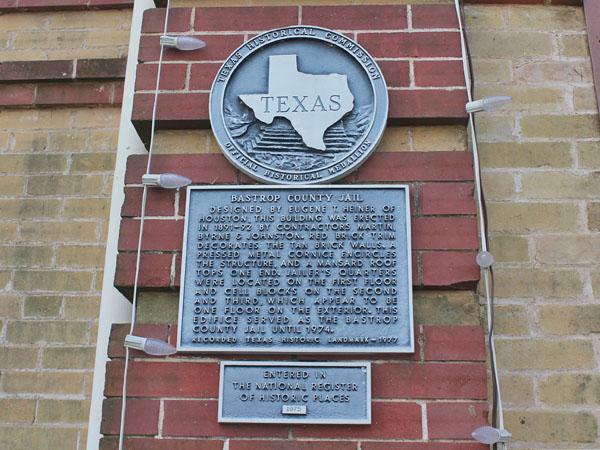 TEXAS HISTORICAL COMMISSION
TEXAS
OFFICIAL HISTORICAL MEDALLION
BASTROP COUNTY JAIL
DESIGNED BY EUGENE T. HEINER OF
HOUSTON, THIS BUILDING WAS ERECTED
IN 1891-92 BY CONTRACTORS MARTIN,
BYRNE & JOHNSTON. RED BRICK TRIM
DECORATES THE TAN BRICK WALLS. A
PRESSED METAL CORNICE ENCIRCLES
THE STRUCTURE, AND A MANSARD ROOF
TOPS ONE END. JAILER'S QUARTERS
WERE LOCATED ON THE FIRST FLOOR
AND CELL BLOCKS ON THE SECOND
AND THIRD, WHICH APPEAR TO BE
ONE FLOOR ON THE EXTERIOR. THIS
EDIFICE SERVED AS THE BASTROP
COUNTY JAIL UNTIL 1974.
RECORDED TEXAS HISTORIC LANDMARK-1977
ENTERED IN
THE NATIONAL REGISTER
OF HISTORIC PLACES
1975